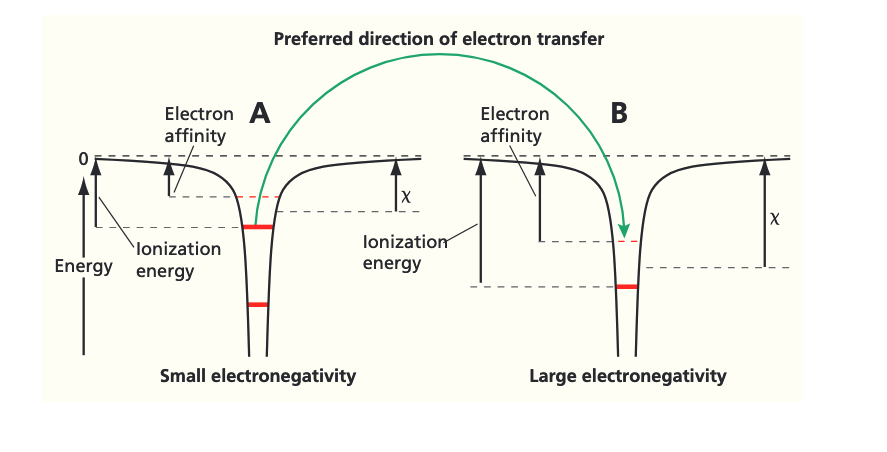 Preferred direction of electron transfer
Electron
affinity
A
Electron
affinity
B
0
χ
Ionization
energy
Energy
Ionization
energy
χ
Small electronegativity
Large electronegativity